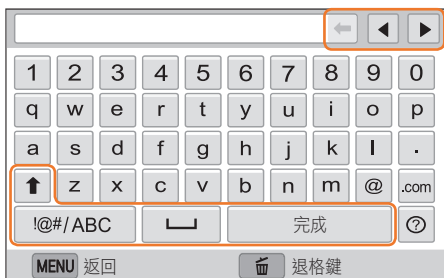 1 2 3 4 5 6 7 8 9 0
q w e r t y u i o p
a s d f g h j k l .
z x c v b n m @ .com
!@#/ABC 完成 ?
MENU 返回 退格鍵